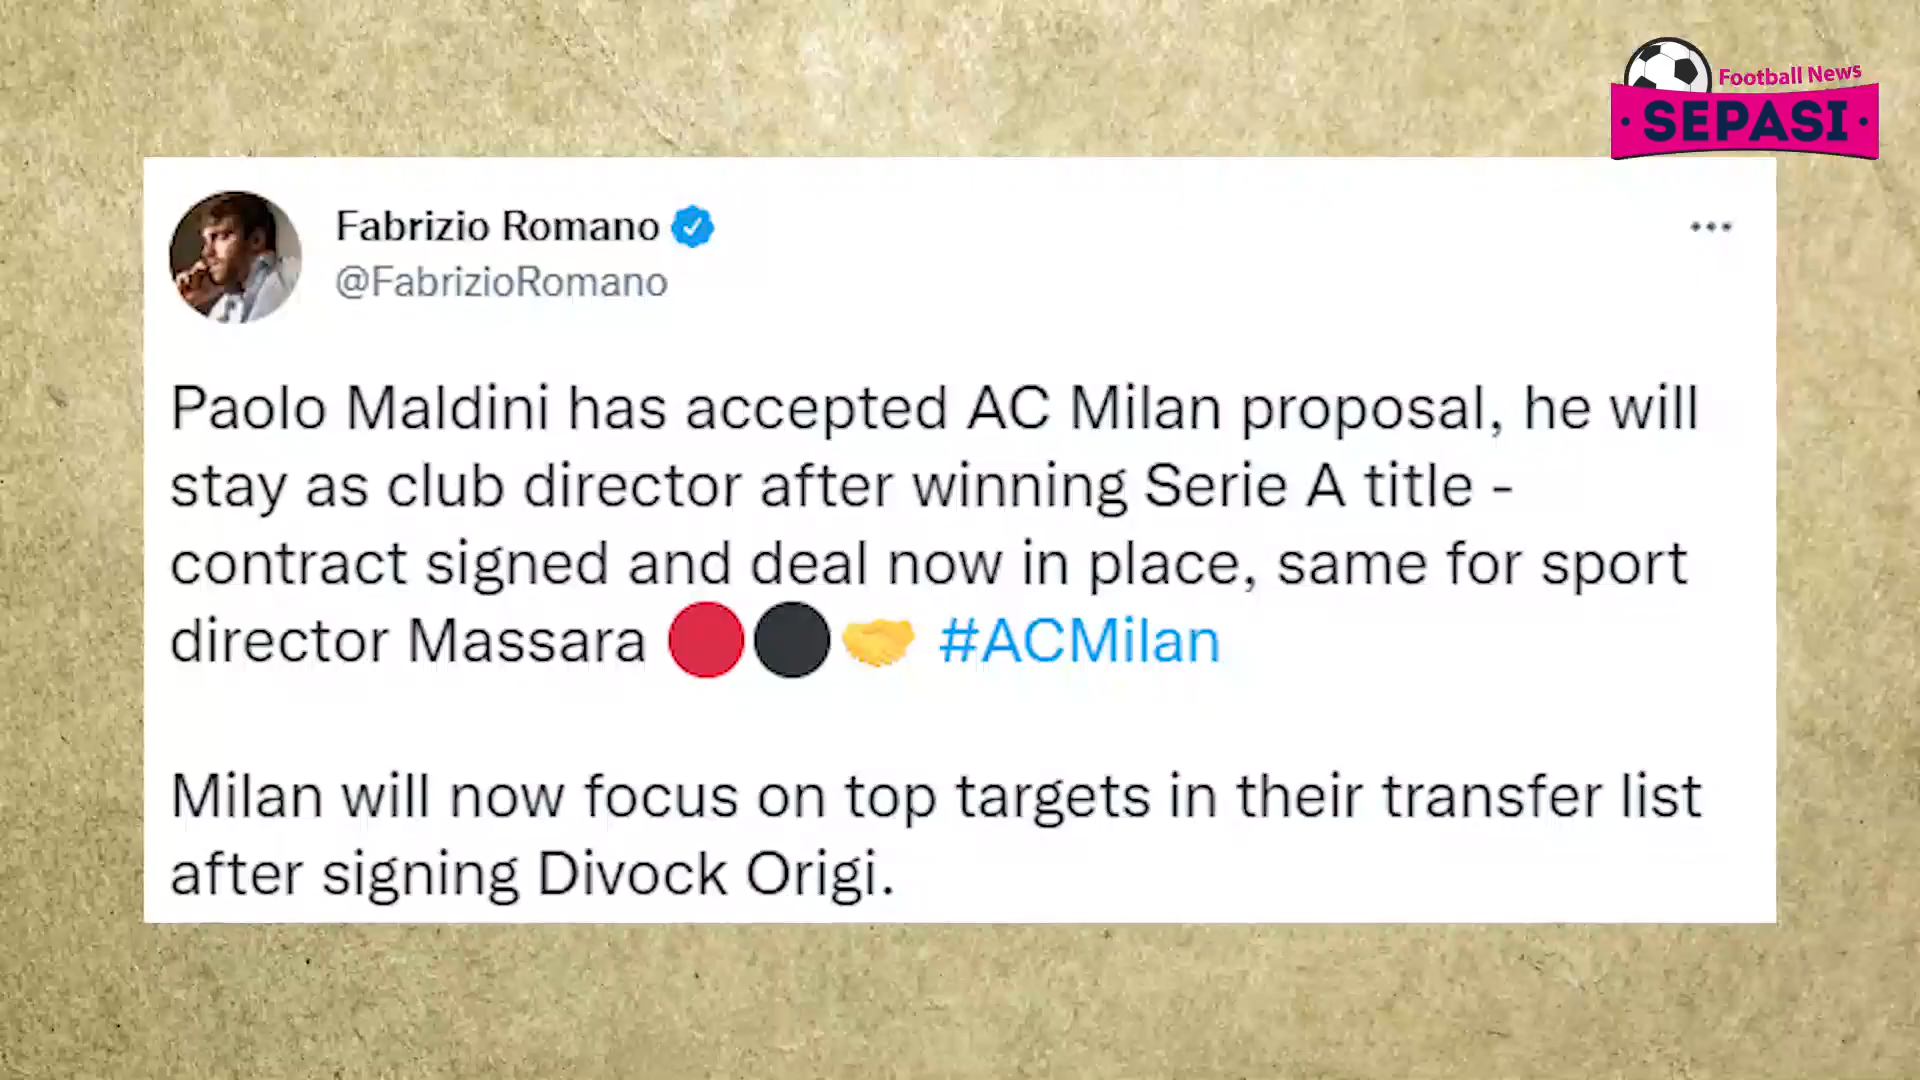 Football News
· SEPASI ·
Fabrizio Romano
@FabrizioRomano
Paolo Maldini has accepted AC Milan proposal, he will
stay as club director after winning Serie A title -
contract signed and deal now in place, same for sport
director Massara 🔴⚫🤝 #ACMilan
Milan will now focus on top targets in their transfer list
after signing Divock Origi.